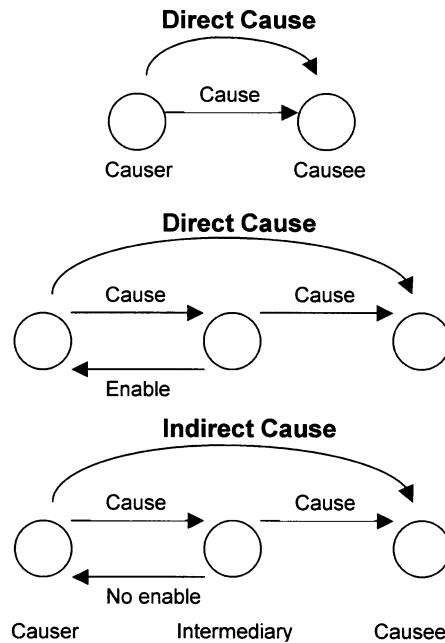 Direct Cause
Cause
Causer Causee
Direct Cause
Cause Cause
Enable
Indirect Cause
Cause Cause
No enable
Causer Intermediary Causee